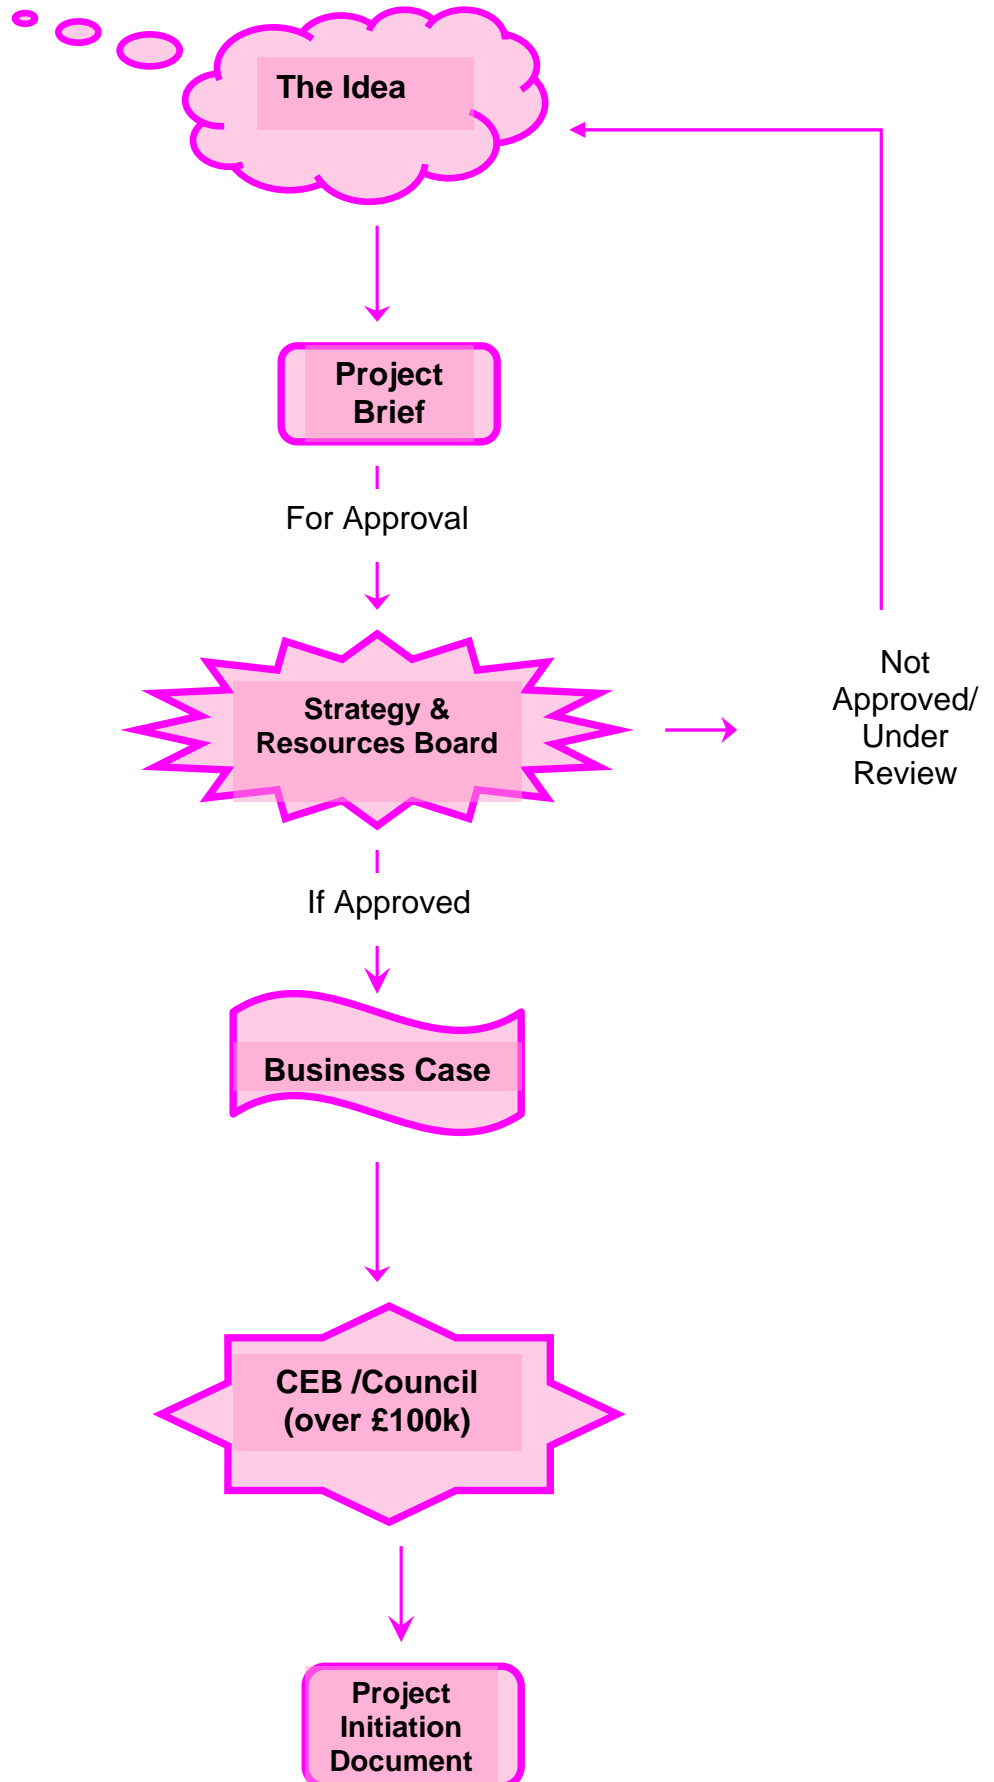 The Idea
Project
Brief
For Approval
Strategy &
Resources Board
Not
Approved/
Under
Review
If Approved
Business Case
CEB /Council
(over £100k)
Project
Initiation
Document